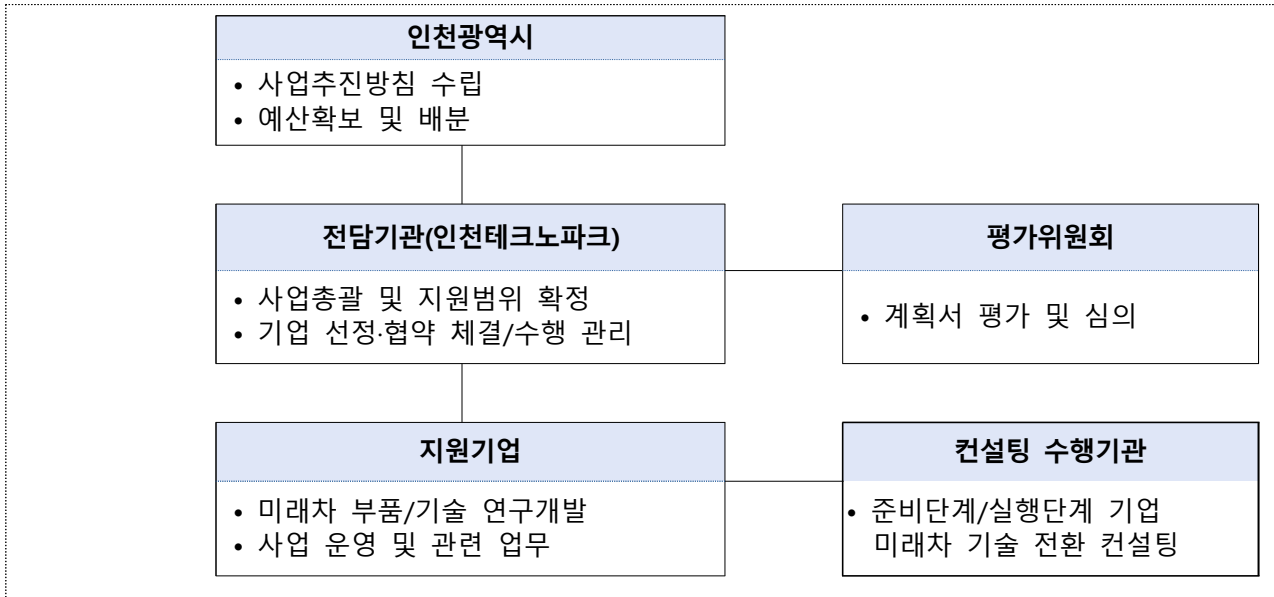 인천광역시
• 사업추진방침 수립
• 예산확보 및 배분
전담기관(인천테크노파크)
• 사업총괄 및 지원범위 확정
• 기업 선정·협약 체결/수행 관리
평가위원회
• 계획서 평가 및 심의
지원기업
• 미래차 부품/기술 연구개발
• 사업 운영 및 관련 업무
컨설팅 수행기관
• 준비단계/실행단계 기업
미래차 기술 전환 컨설팅